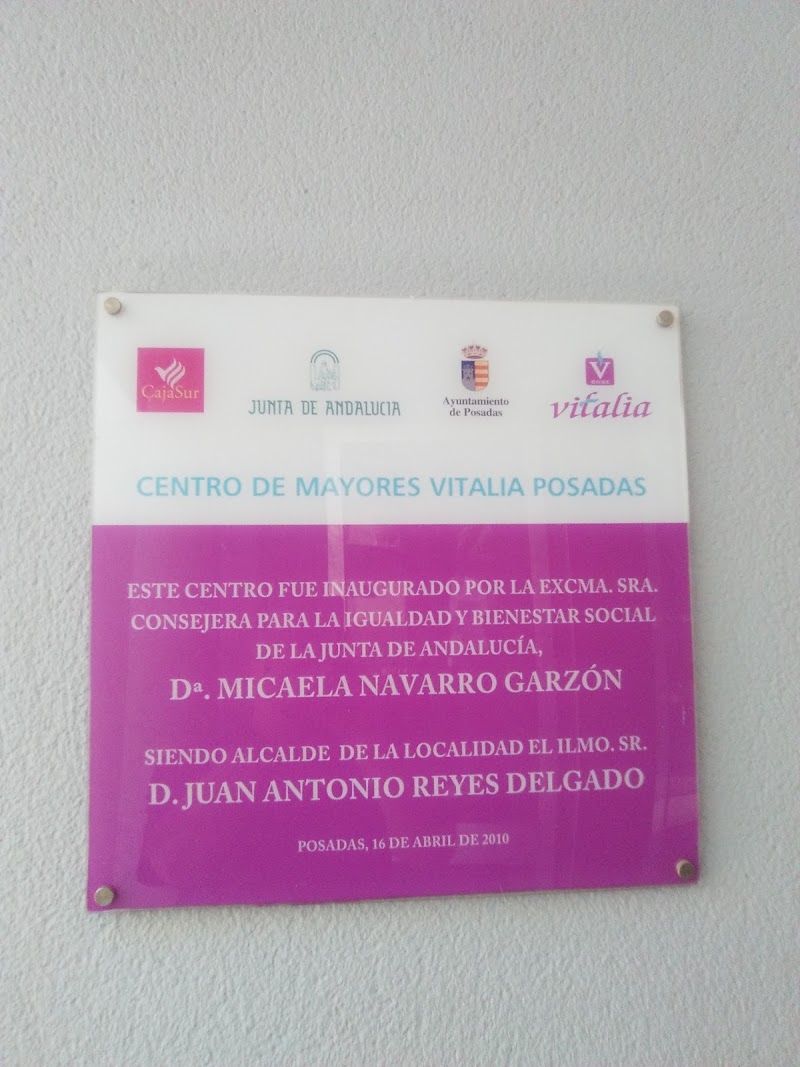 CajaSur
JUNTA DE ANDALUCIA
Ayuntamiento
de Posadas
V
vitalia
CENTRO DE MAYORES VITALIA POSADAS
ESTE CENTRO FUE INAUGURADO POR LA EXCMA. SRA.
CONSEJERA PARA LA IGUALDAD Y BIENESTAR SOCIAL
DE LA JUNTA DE ANDALUCÍA,
Dª. MICAELA NAVARRO GARZÓN
SIENDO ALCALDE DE LA LOCALIDAD EL ILMO. SR.
D. JUAN ANTONIO REYES DELGADO
POSADAS, 16 DE ABRIL DE 2010